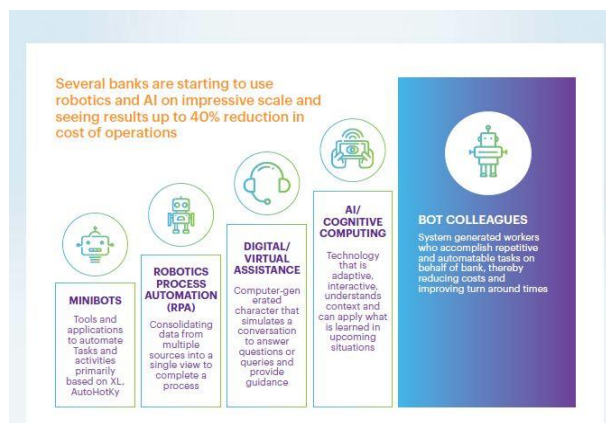 Several banks are starting to use
robotics and AI on impressive scale and
seeing results up to 40% reduction in
cost of operations
MINIBOTS
Tools and
applications
to automate
Tasks and
activities
primarily
based on XL,
AutoHotKy
ROBOTICS
PROCESS
AUTOMATION
(RPA)
Consolidating
data from
multiple
sources into a
single view to
complete a
process
DIGITAL/
VIRTUAL
ASSISTANCE
Computer-gen
erated
character that
simulates a
conversation
to answer
questions or
queries and
provide
guidance
AI/
COGNITIVE
COMPUTING
Technology
that is
adaptive,
interactive,
understands
context and
can apply what
is learned in
upcoming
situations
BOT COLLEAGUES
System generated workers
who accomplish repetitive
and automatable tasks on
behalf of bank, thereby
reducing costs and
improving turn around times